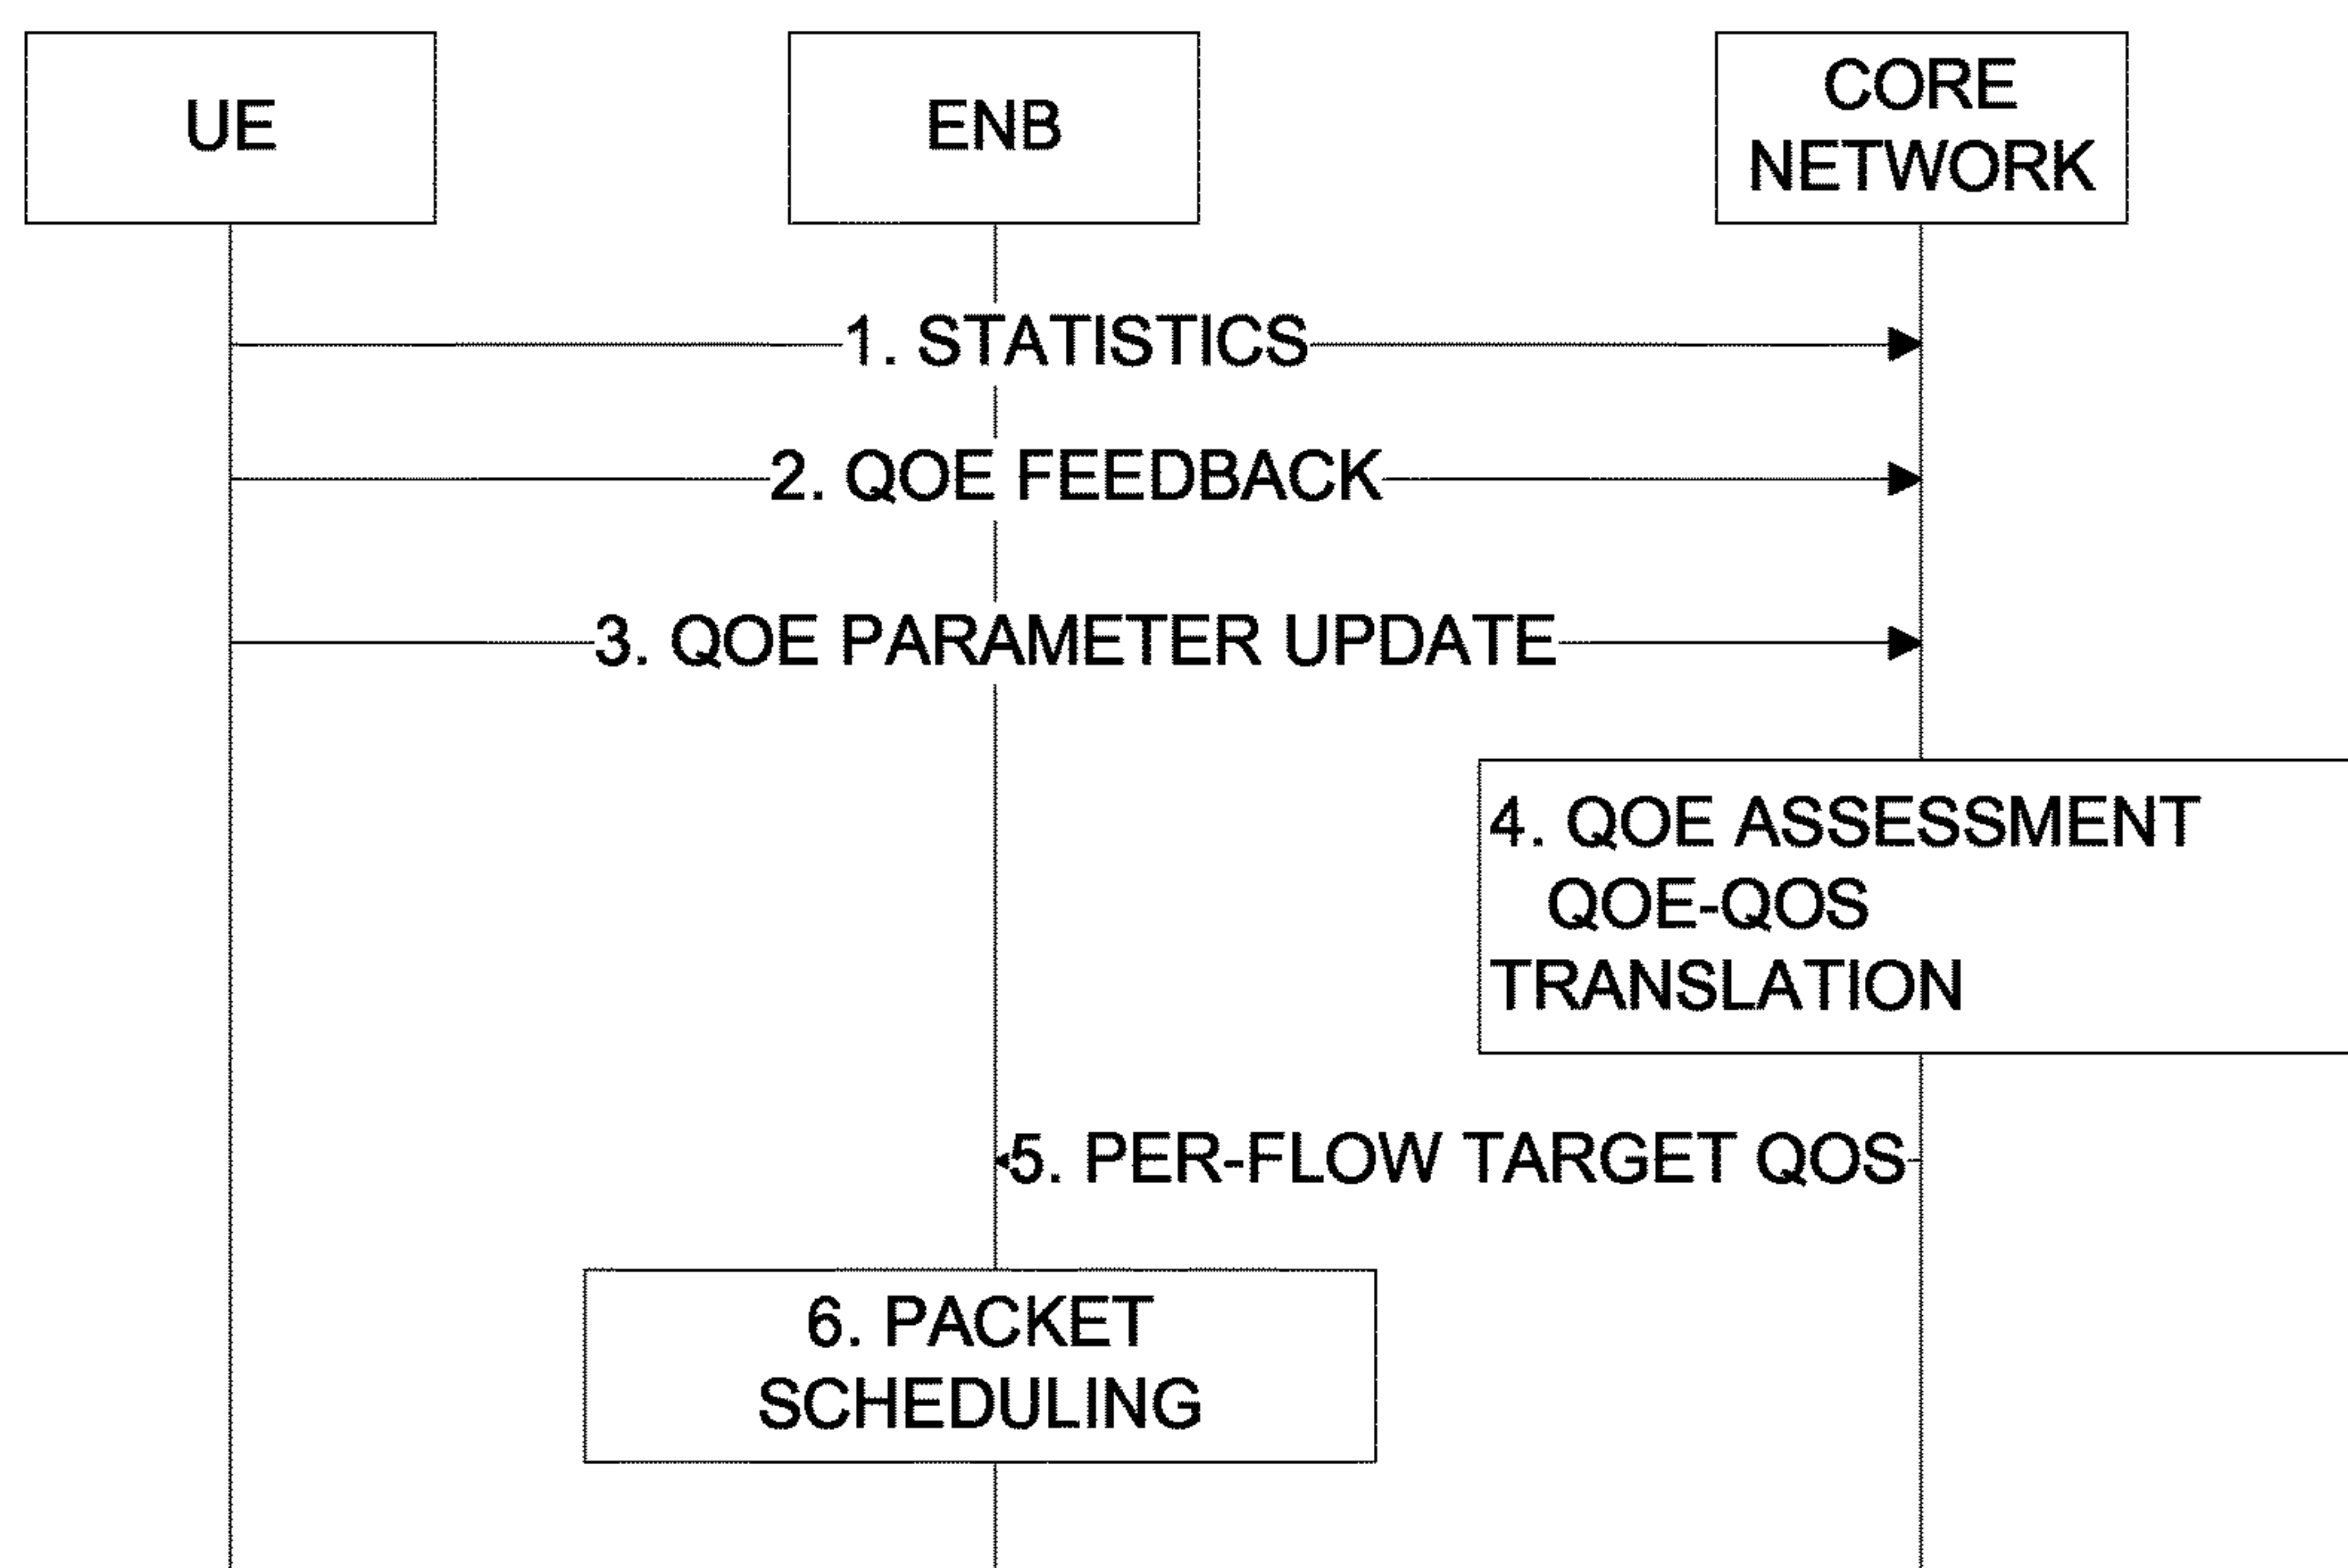 UE
ENB
CORE
NETWORK
1. STATISTICS
2. QOE FEEDBACK
3. QOE PARAMETER UPDATE
4. QOE ASSESSMENT
QOE-QOS
TRANSLATION
5. PER-FLOW TARGET QOS
6. PACKET
SCHEDULING